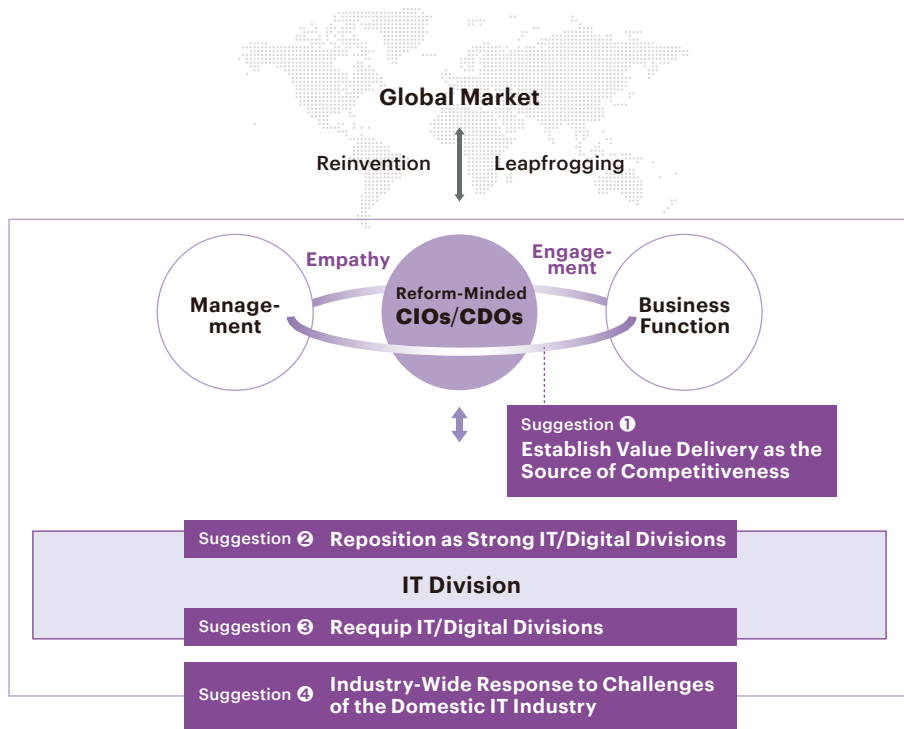 Global Market
Reinvention
Leapfrogging
Empathy
Engage-
ment
Manage-
ment
Reform-Minded
CIOs/CDOs
Business
Function
Suggestion ❶
Establish Value Delivery as the
Source of Competitiveness
Suggestion ❷ Reposition as Strong IT/Digital Divisions
IT Division
Suggestion ❸ Reequip IT/Digital Divisions
Suggestion ❹ Industry-Wide Response to Challenges
of the Domestic IT Industry